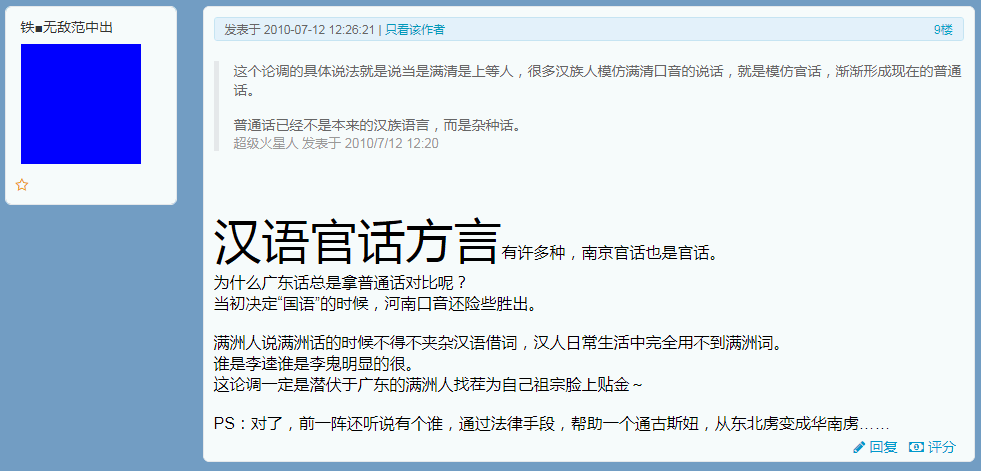 铁■无敌范中出
发表于 2010-07-12 12:26:21 | 只看该作者
9楼
这个论调的具体说法就是说当是满清是上等人，很多汉族人模仿满清口音的说话，就是模仿官话，渐渐形成现在的普通
话。
普通话已经不是本来的汉族语言，而是杂种话。
超级火星人 发表于 2010/7/12 12:20
汉语官话方言有许多种，南京官话也是官话。
为什么广东话总是拿普通话对比呢？
当初决定“国语”的时候，河南口音还险些胜出。
满洲人说满洲话的时候不得不夹杂汉语借词，汉人日常生活中完全用不到满洲词。
谁是李逵谁是李鬼明显的很。
这论调一定是潜伏于广东的满洲人找茬为自己祖宗脸上贴金～
PS：对了，前一阵还听说有个谁，通过法律手段，帮助一个通古斯妞，从东北虏变成华南虏……
回复 评分